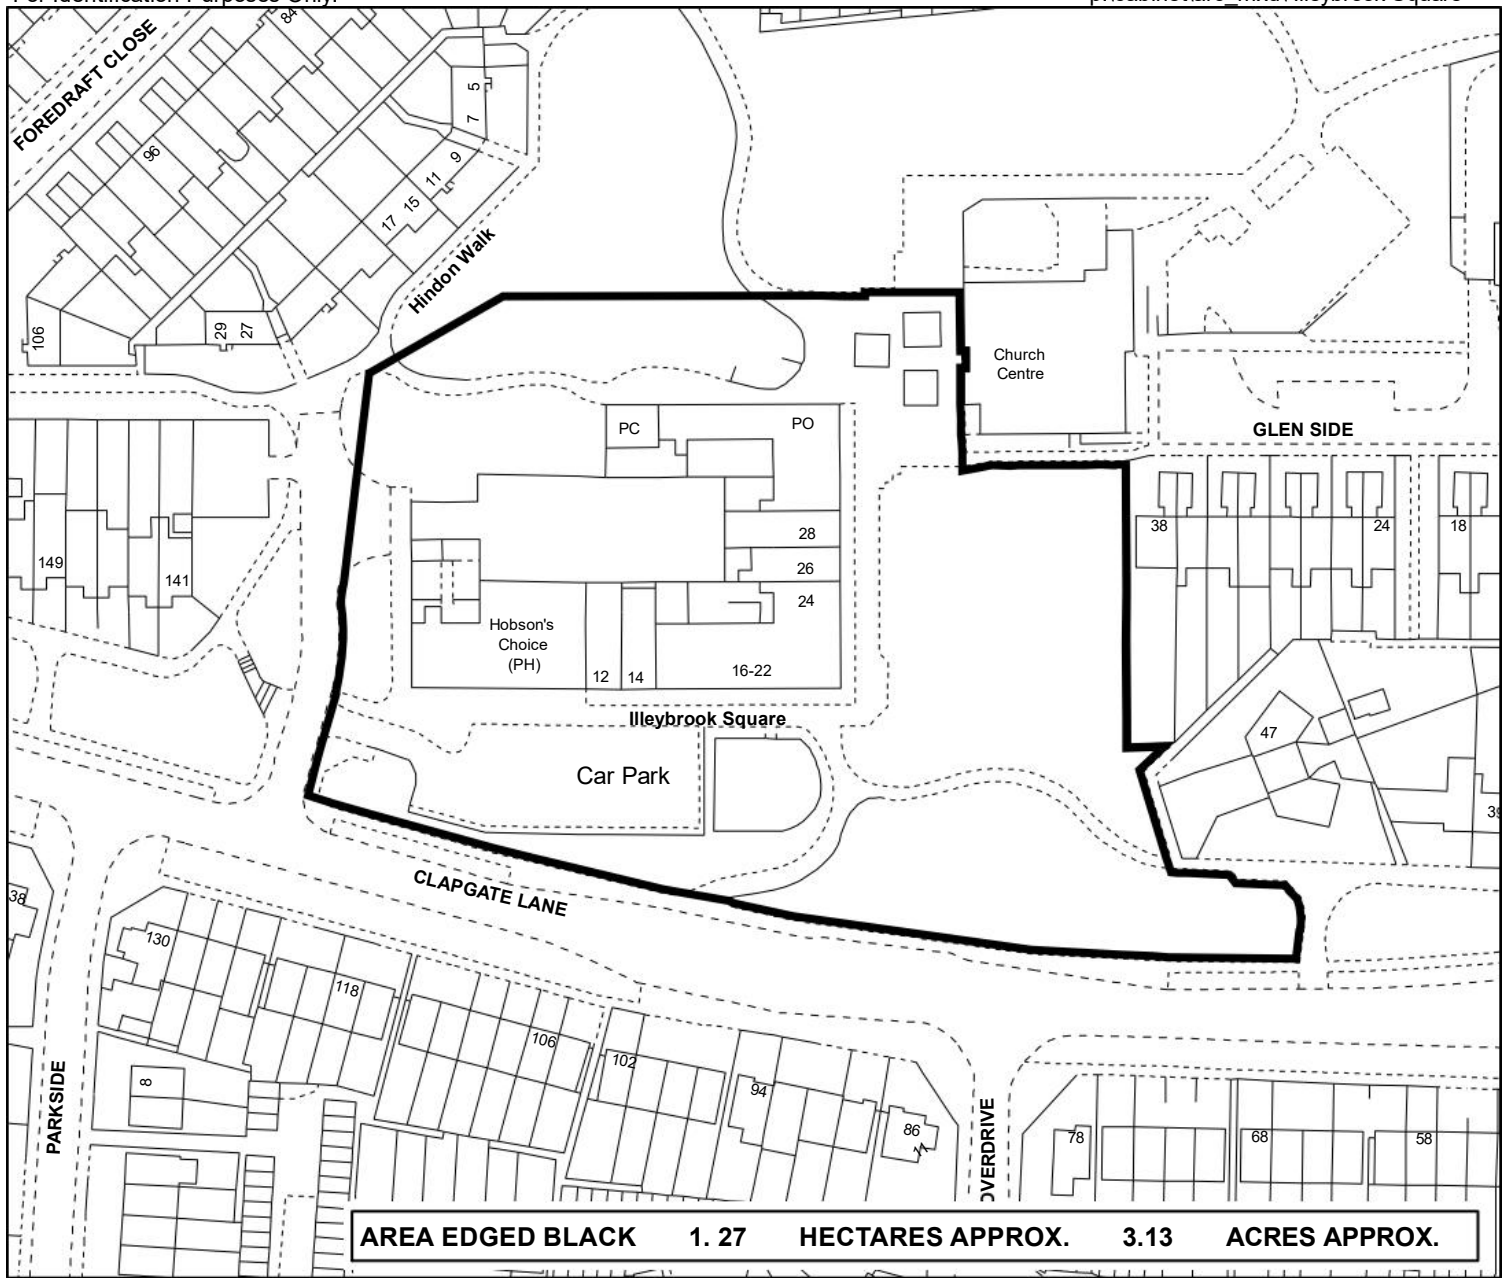 FOREDRAFT CLOSE
84
96
5
7
9
11
15
17
Hindon Walk
106
29
27
Church
Centre
PC
PO
GLEN SIDE
149
141
28
26
24
38
24
18
Hobson's
Choice
(PH)
12
14
16-22
Illeybrook Square
47
Car Park
39
CLAPGATE LANE
38
130
118
106
102
94
86
11
8
PARKSIDE
OVERDRIVE
78
68
58
AREA EDGED BLACK 1. 27 HECTARES APPROX. 3.13 ACRES APPROX.